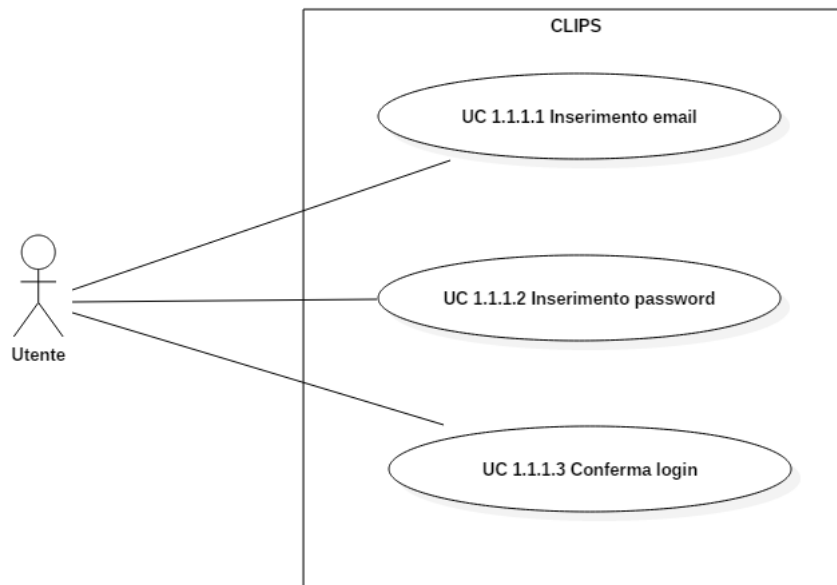 CLIPS
UC 1.1.1.1 Inserimento email
UC 1.1.1.2 Inserimento password
Utente
UC 1.1.1.3 Conferma login